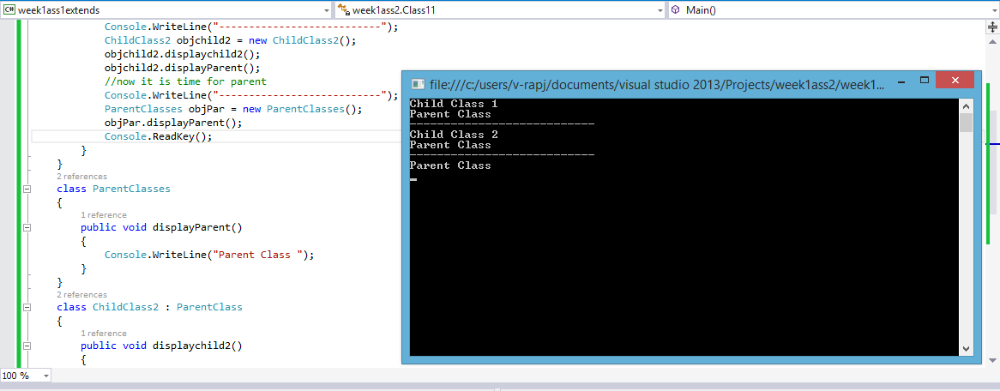 week1ass1extends
week1ass2.Class11
Main()
Console.WriteLine("---------------------------");
ChildClass2 objchild2 = new ChildClass2();
objchild2.displaychild2();
objchild2.displayParent();
//now it is time for parent
Console.WriteLine("---------------------------");
ParentClasses objPar = new ParentClasses();
objPar.displayParent();
Console.ReadKey();
}
}
2 references
class ParentClasses
{
1 reference
public void displayParent()
{
Console.WriteLine("Parent Class ");
}
}
2 references
class ChildClass2 : ParentClass
{
1 reference
public void displaychild2()
{
100 %
file:///c:/users/v-rapj/documents/visual studio 2013/Projects/week1ass2/week1...
Child Class 1
Parent Class
---------------------------
Child Class 2
Parent Class
---------------------------
Parent Class